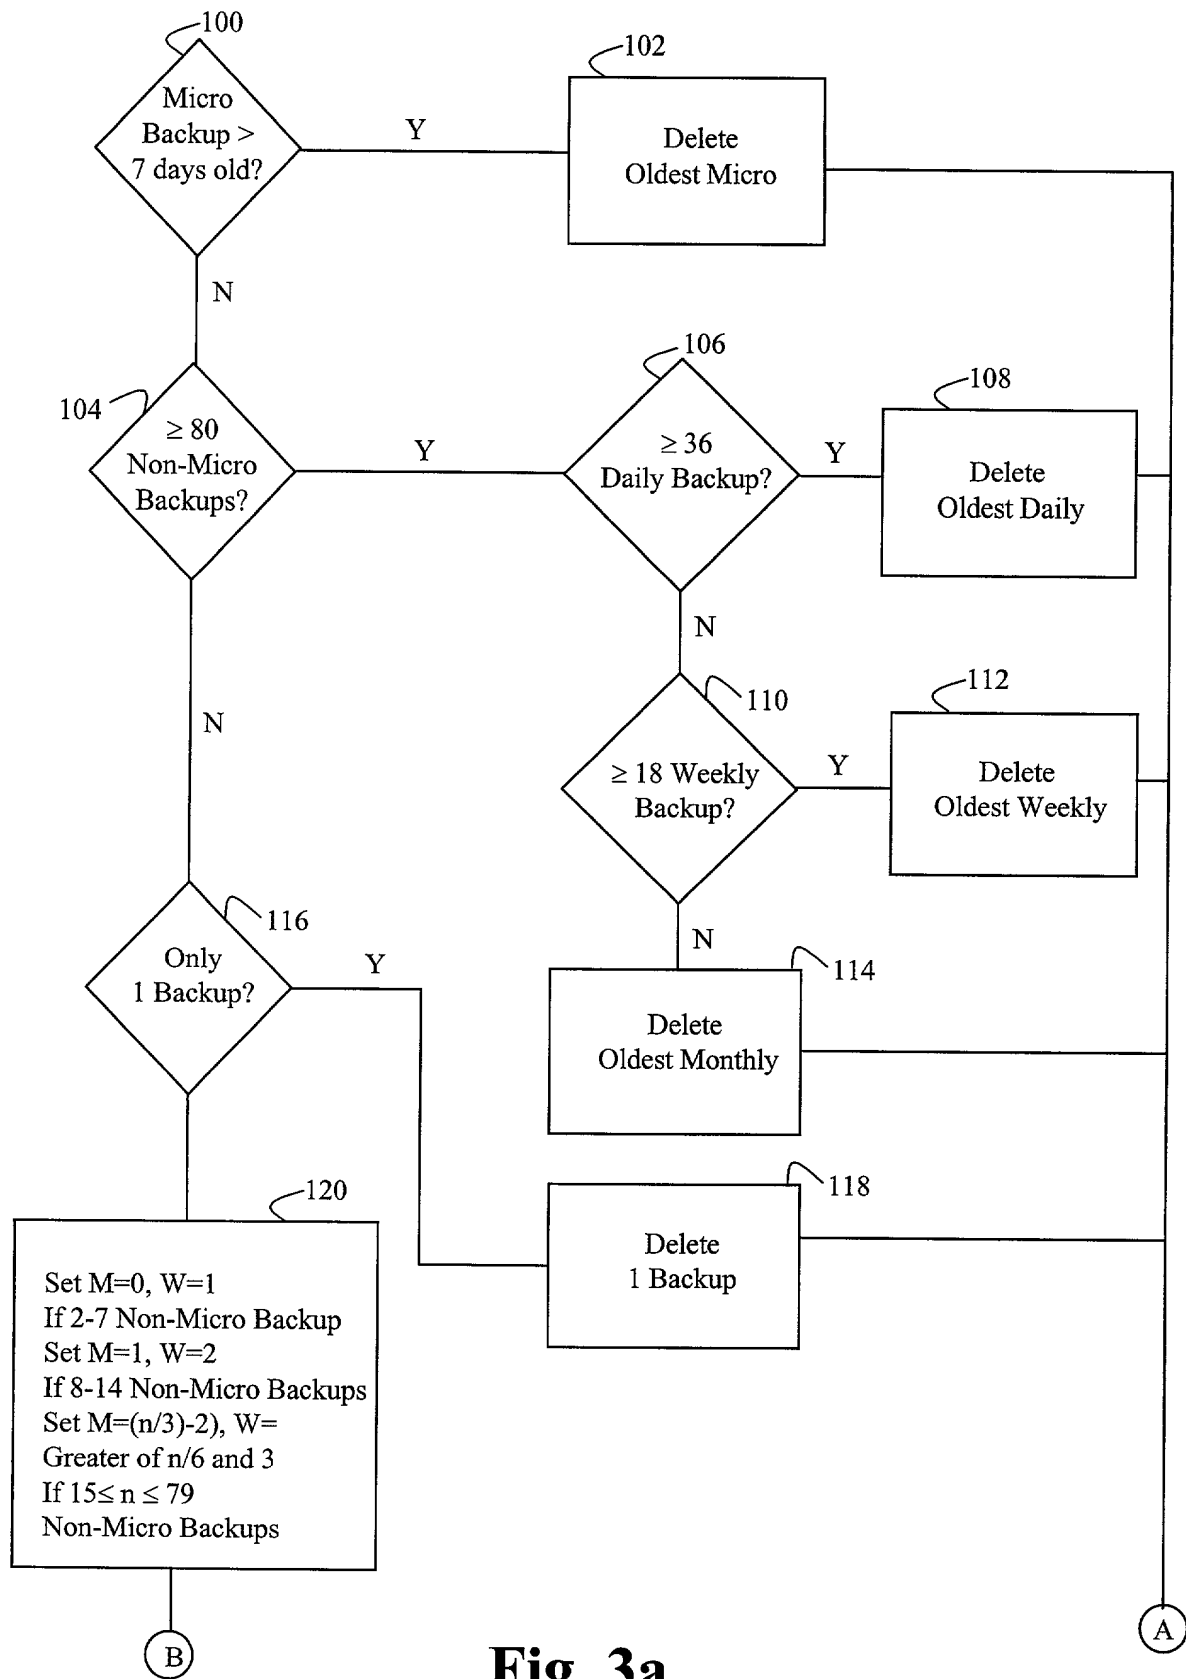 100
Micro
Backup >
7 days old?
Y
102
Delete
Oldest Micro
N
104
≥ 80
Non-Micro
Backups?
Y
106
≥ 36
Daily Backup?
Y
108
Delete
Oldest Daily
N
N
110
≥ 18 Weekly
Backup?
Y
112
Delete
Oldest Weekly
N
114
Delete
Oldest Monthly
116
Only
1 Backup?
Y
118
Delete
1 Backup
120
Set M=0, W=1
If 2-7 Non-Micro Backup
Set M=1, W=2
If 8-14 Non-Micro Backups
Set M=(n/3)-2), W=
Greater of n/6 and 3
If 15≤ n ≤ 79
Non-Micro Backups
B
A
Fig. 3a